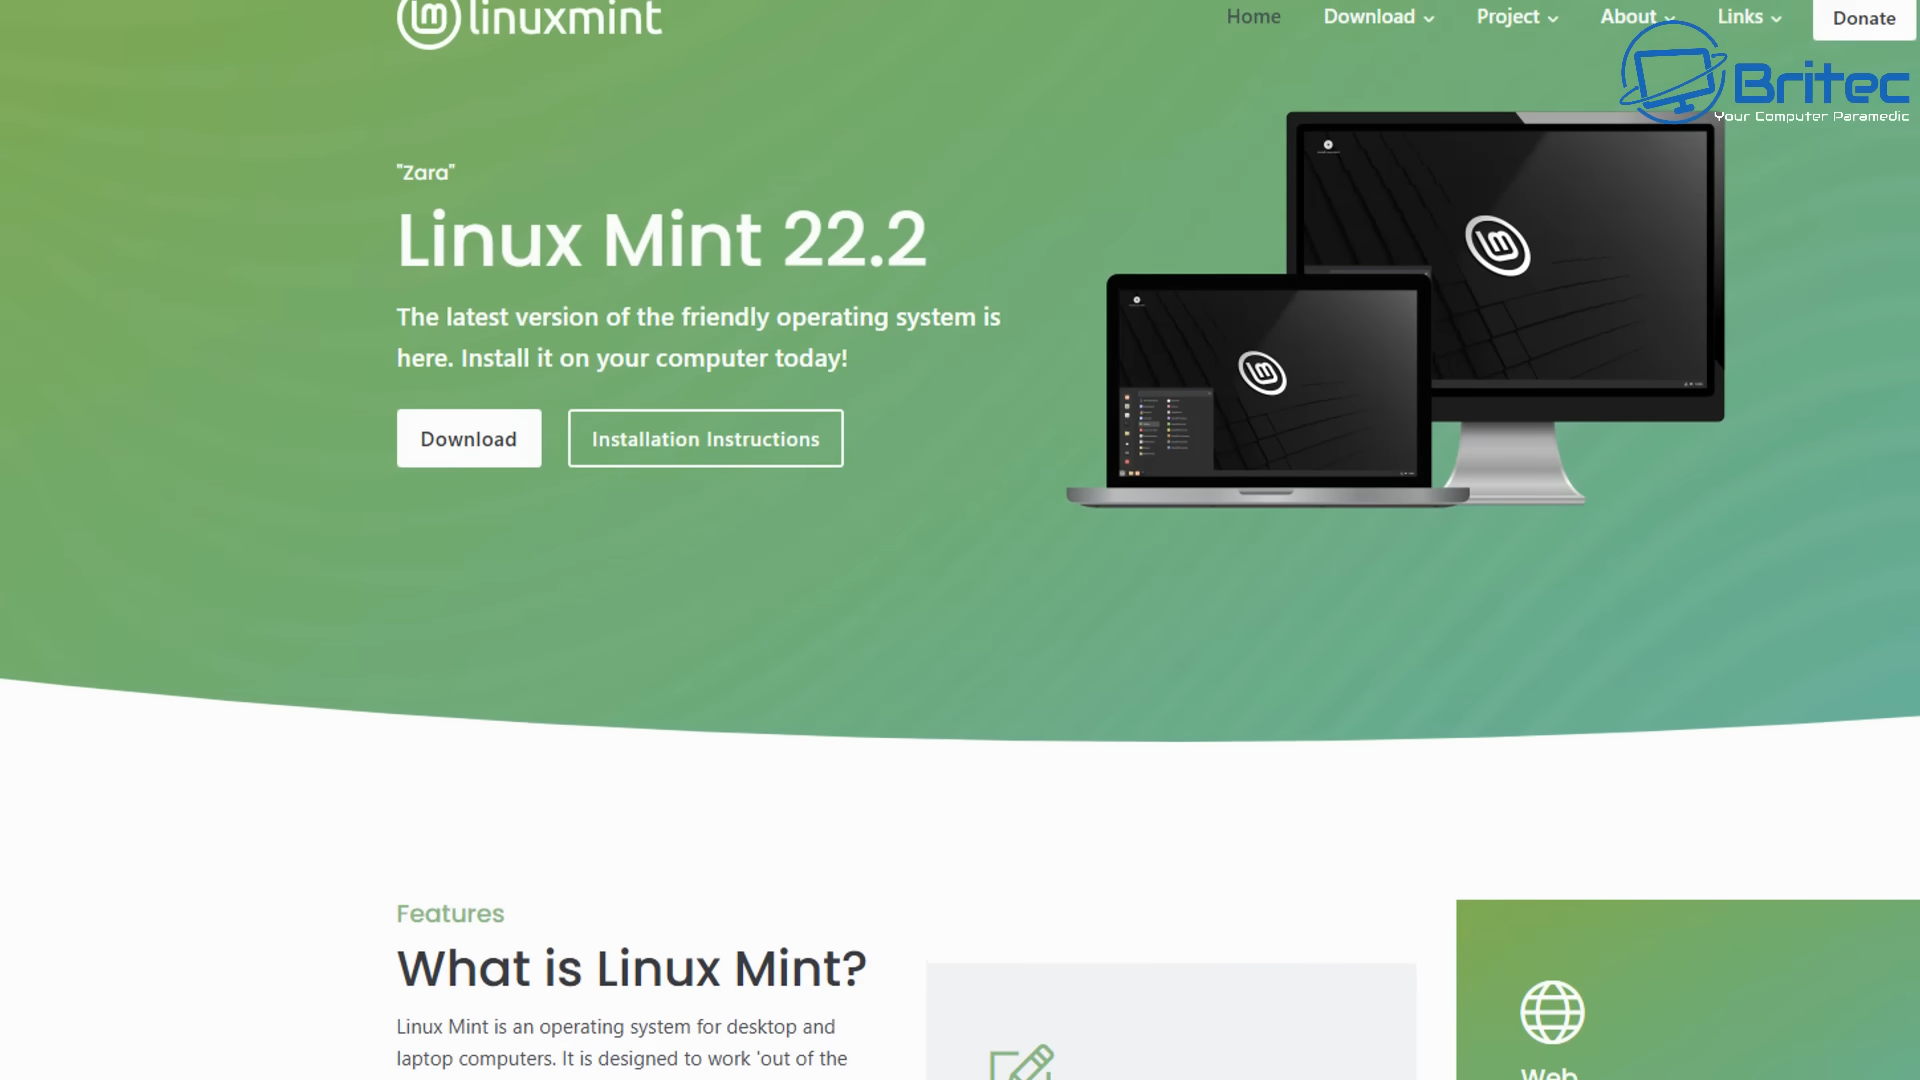 linuxmint
Home
Download
Project
About
Links
Donate
Britec
Your Computer Paramedic
"Zara"
Linux Mint 22.2
The latest version of the friendly operating system is
here. Install it on your computer today!
Download
Installation Instructions
Features
What is Linux Mint?
Linux Mint is an operating system for desktop and
laptop computers. It is designed to work 'out of the
Web